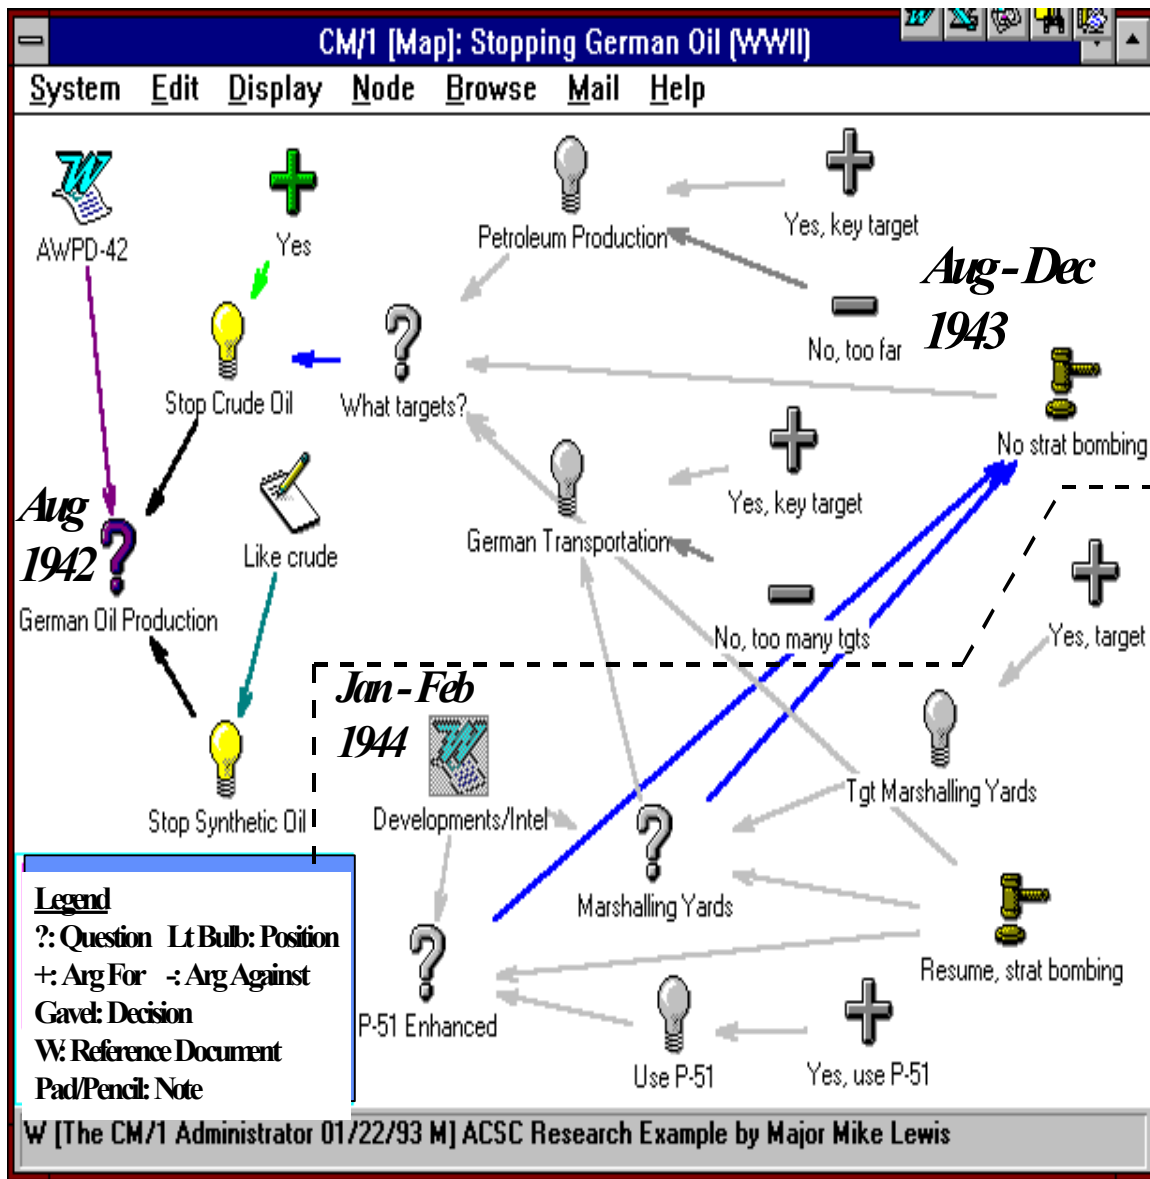 CM/1 [Map]: Stopping German Oil (WWII)
System Edit Display Node Browse Mail Help
AWPD-42
Yes
Petroleum Production
Yes, key target
No, too far
Aug - Dec
1943
Stop Crude Oil
What targets?
No strat bombing
Yes, key target
Aug
1942
Like crude
German Transportation
German Oil Production
No, too many tgts
Yes, target
Jan - Feb
1944
Stop Synthetic Oil
Developments/Intel
Tgt Marshalling Yards
Marshalling Yards
Resume, strat bombing
P-51 Enhanced
Use P-51
Yes, use P-51
Legend
?: Question Lt Bulb: Position
+: Arg For -: Arg Against
Gavel: Decision
W: Reference Document
Pad/Pencil: Note
W [The CM/1 Administrator 01/22/93 M] ACSC Research Example by Major Mike Lewis